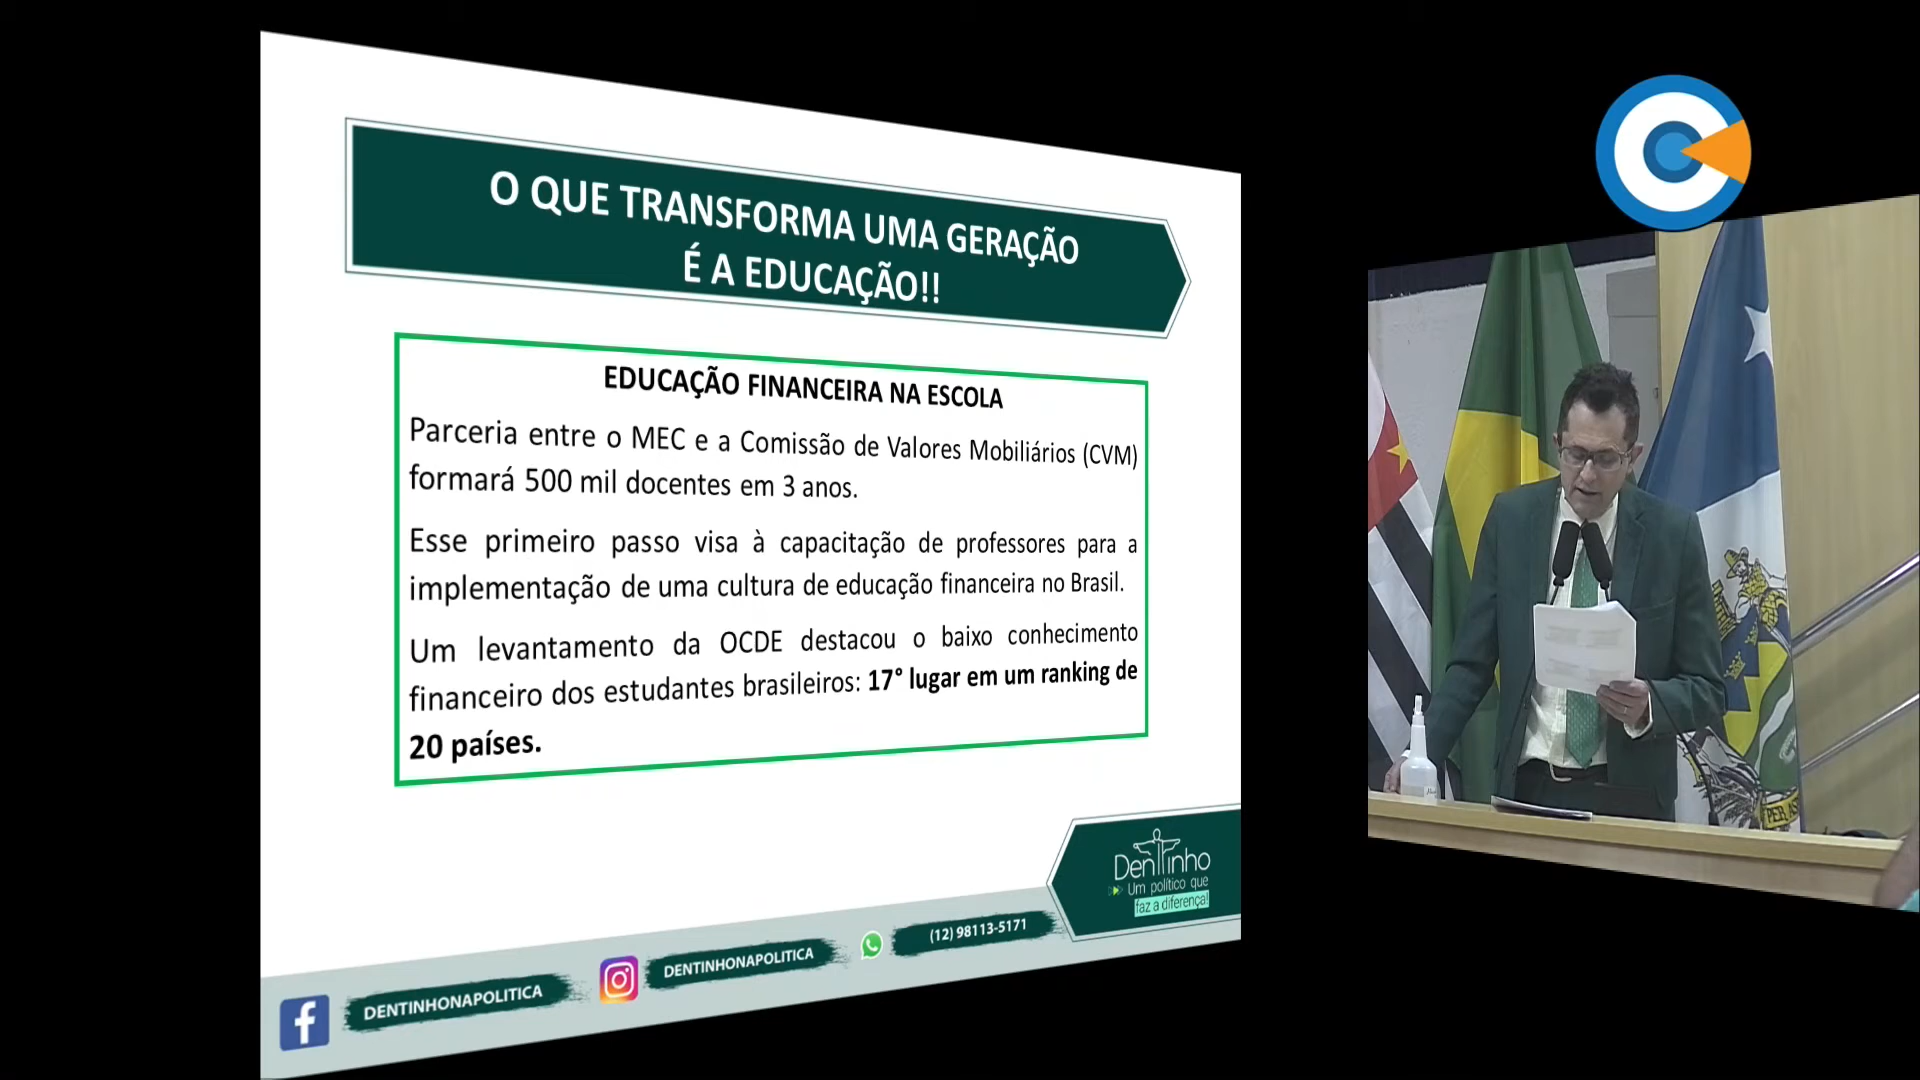 O QUE TRANSFORMA UMA GERAÇÃO
É A EDUCAÇÃO!!
EDUCAÇÃO FINANCEIRA NA ESCOLA
Parceria entre o MEC e a Comissão de Valores Mobiliários (CVM)
formará 500 mil docentes em 3 anos.
Esse primeiro passo visa à capacitação de professores para a
implementação de uma cultura de educação financeira no Brasil.
Um levantamento da OCDE destacou o baixo conhecimento
financeiro dos estudantes brasileiros: 17° lugar em um ranking de
20 países.
Dentinho
Um político que
faz a diferença!
DENTINHONAPOLITICA
DENTINHONAPOLITICA
(12) 98113-5171
PER